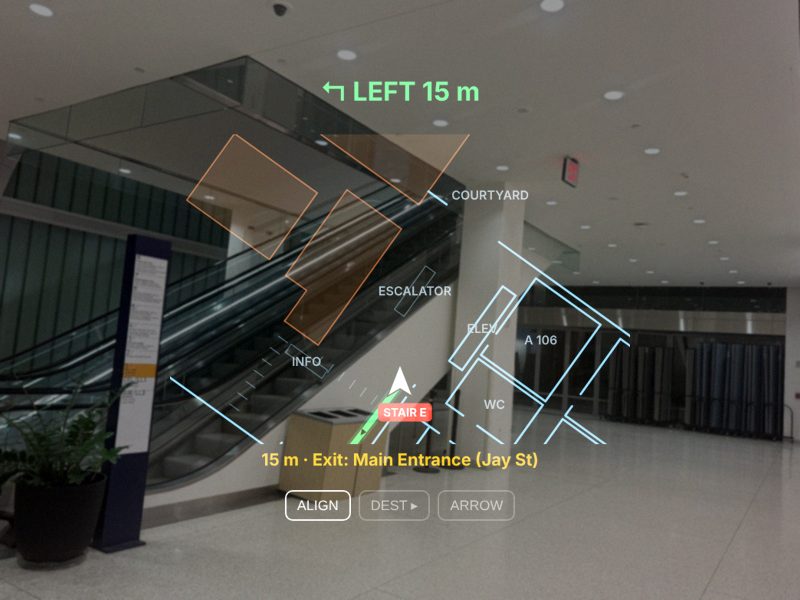 ↰ LEFT 15 m
COURTYARD
ESCALATOR
ELEV
A 106
INFO
WC
STAIR E
15 m · Exit: Main Entrance (Jay St)
ALIGN
DEST ▸
ARROW